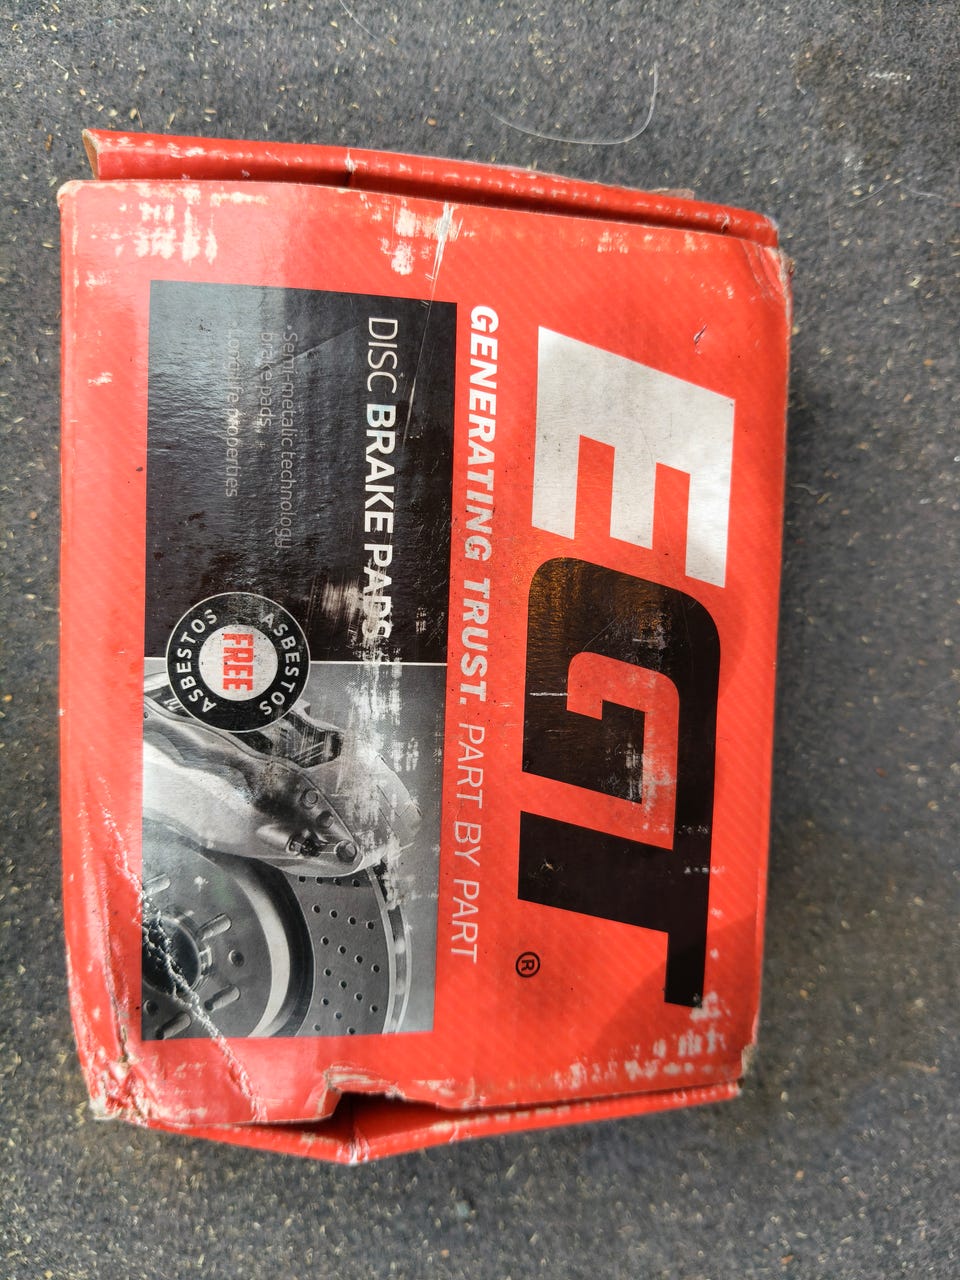 EGT®
GENERATING TRUST. PART BY PART
DISC BRAKE PADS
•Semi-metalic technology
brake pads,
•Long life properties
ASBESTOS
FREE
ASBESTOS